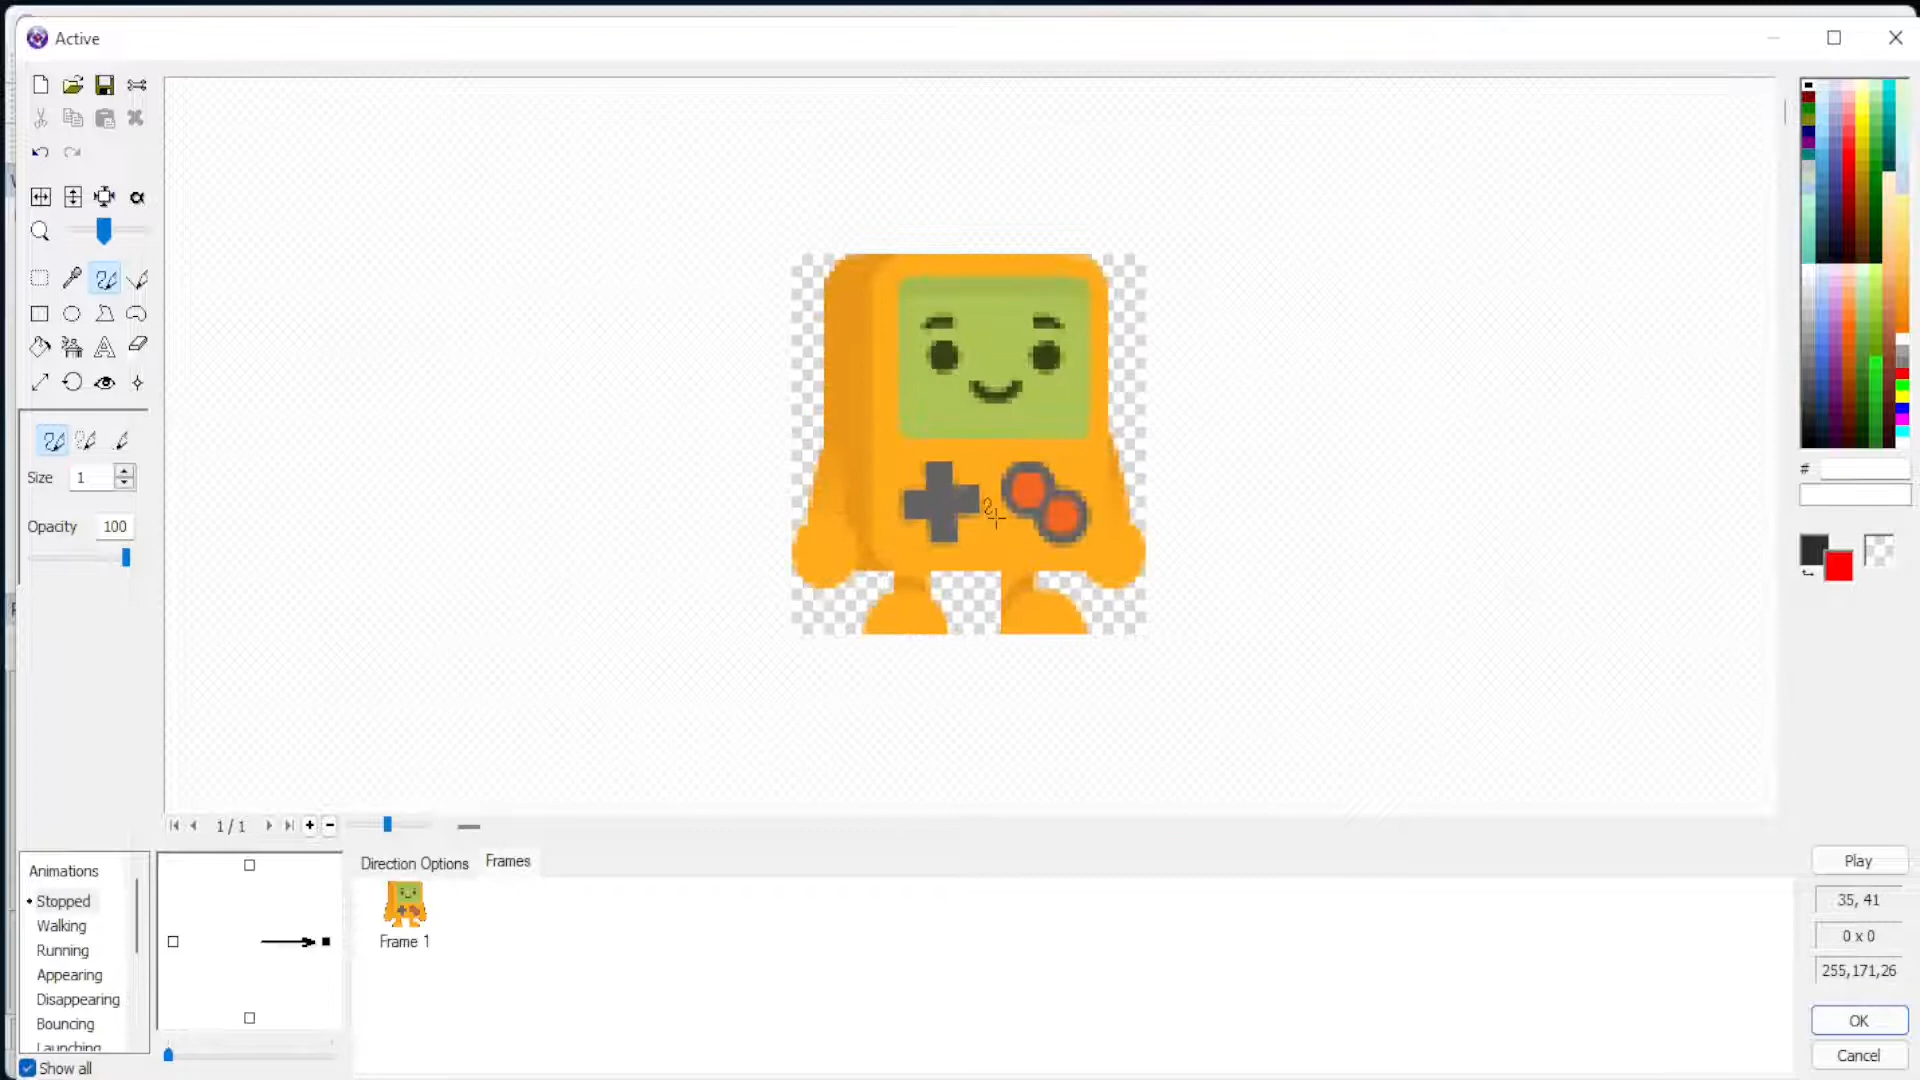 Active
Size 1
Opacity 100
#
1 / 1
Direction Options Frames
Frame 1
Animations
Stopped
Walking
Running
Appearing
Disappearing
Bouncing
Launching
Show all
Play
35, 41
0 x 0
255,171,26
OK
Cancel